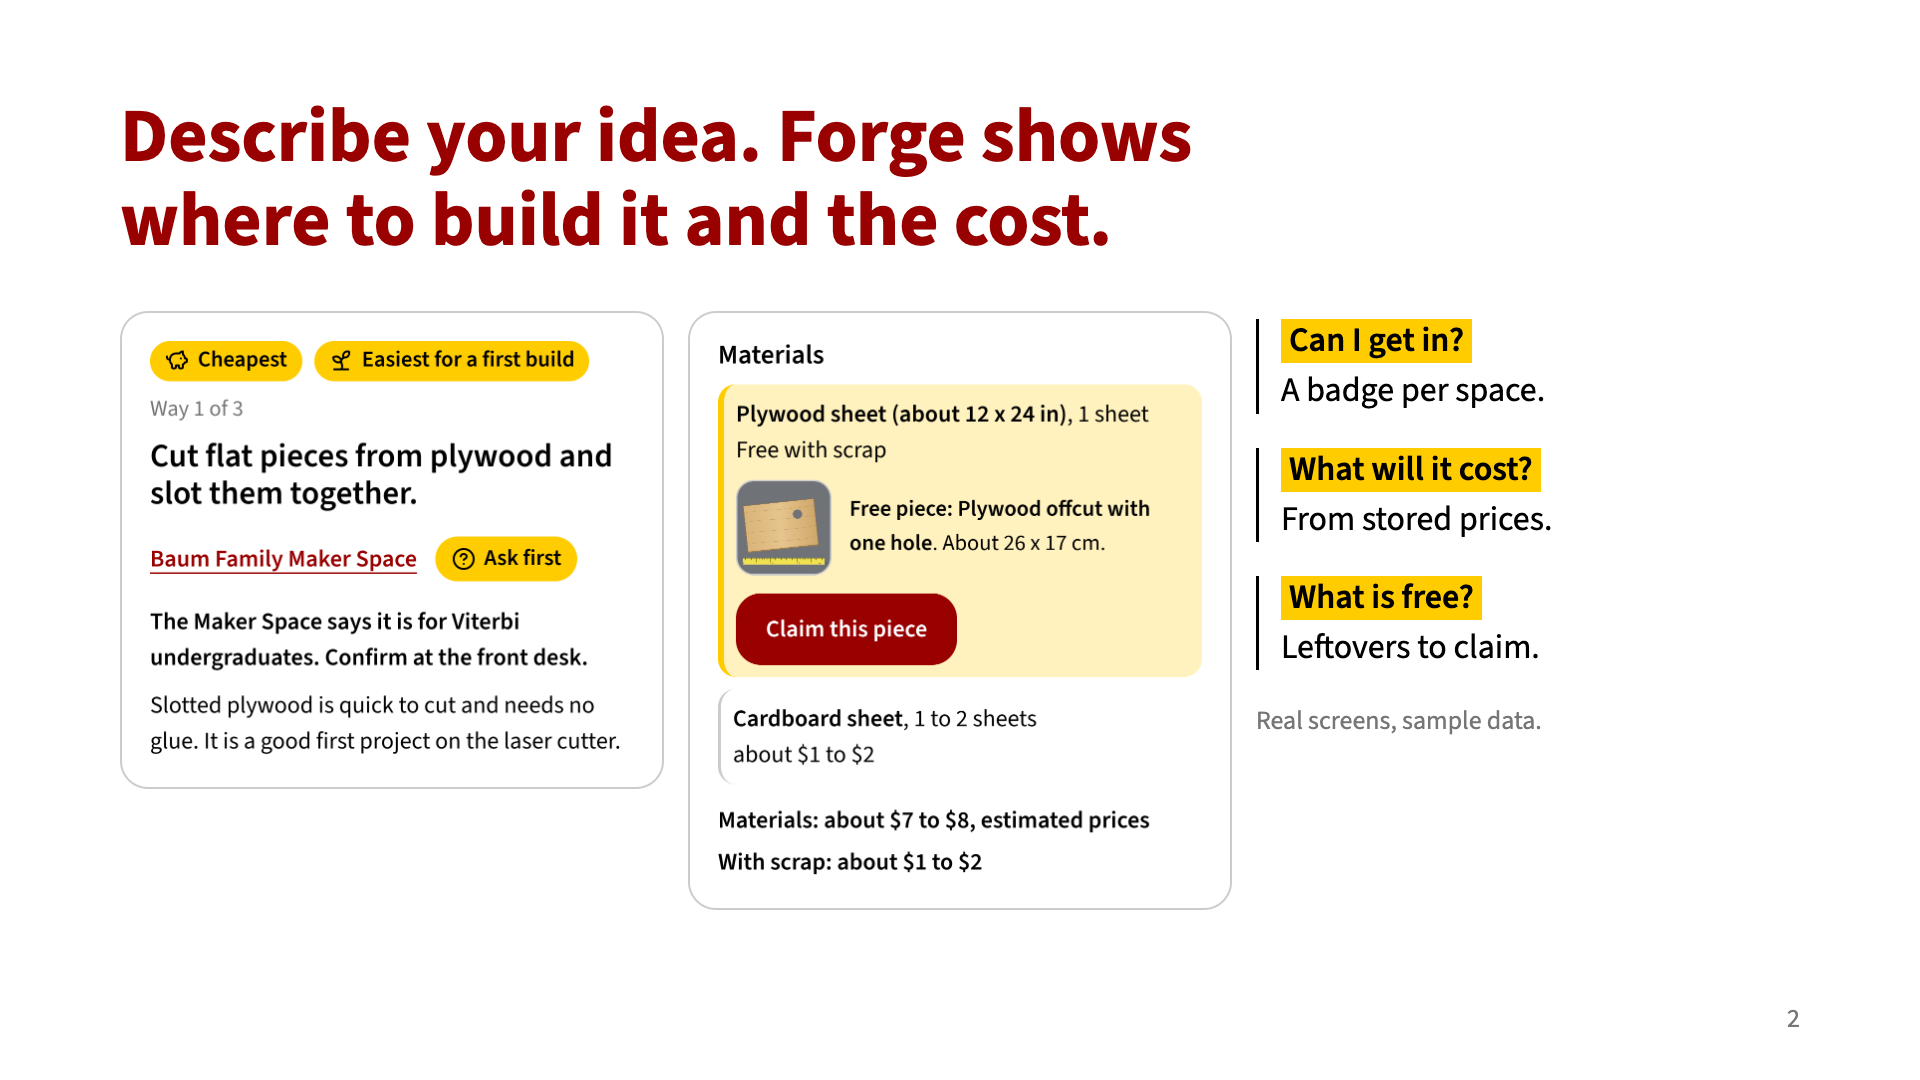 Describe your idea. Forge shows
where to build it and the cost.
Cheapest
Easiest for a first build
Way 1 of 3
Cut flat pieces from plywood and
slot them together.
Baum Family Maker Space
Ask first
The Maker Space says it is for Viterbi
undergraduates. Confirm at the front desk.
Slotted plywood is quick to cut and needs no
glue. It is a good first project on the laser cutter.
Materials
Plywood sheet (about 12 x 24 in), 1 sheet
Free with scrap
Free piece: Plywood offcut with
one hole. About 26 x 17 cm.
Claim this piece
Cardboard sheet, 1 to 2 sheets
about $1 to $2
Materials: about $7 to $8, estimated prices
With scrap: about $1 to $2
Can I get in?
A badge per space.
What will it cost?
From stored prices.
What is free?
Leftovers to claim.
Real screens, sample data.
2